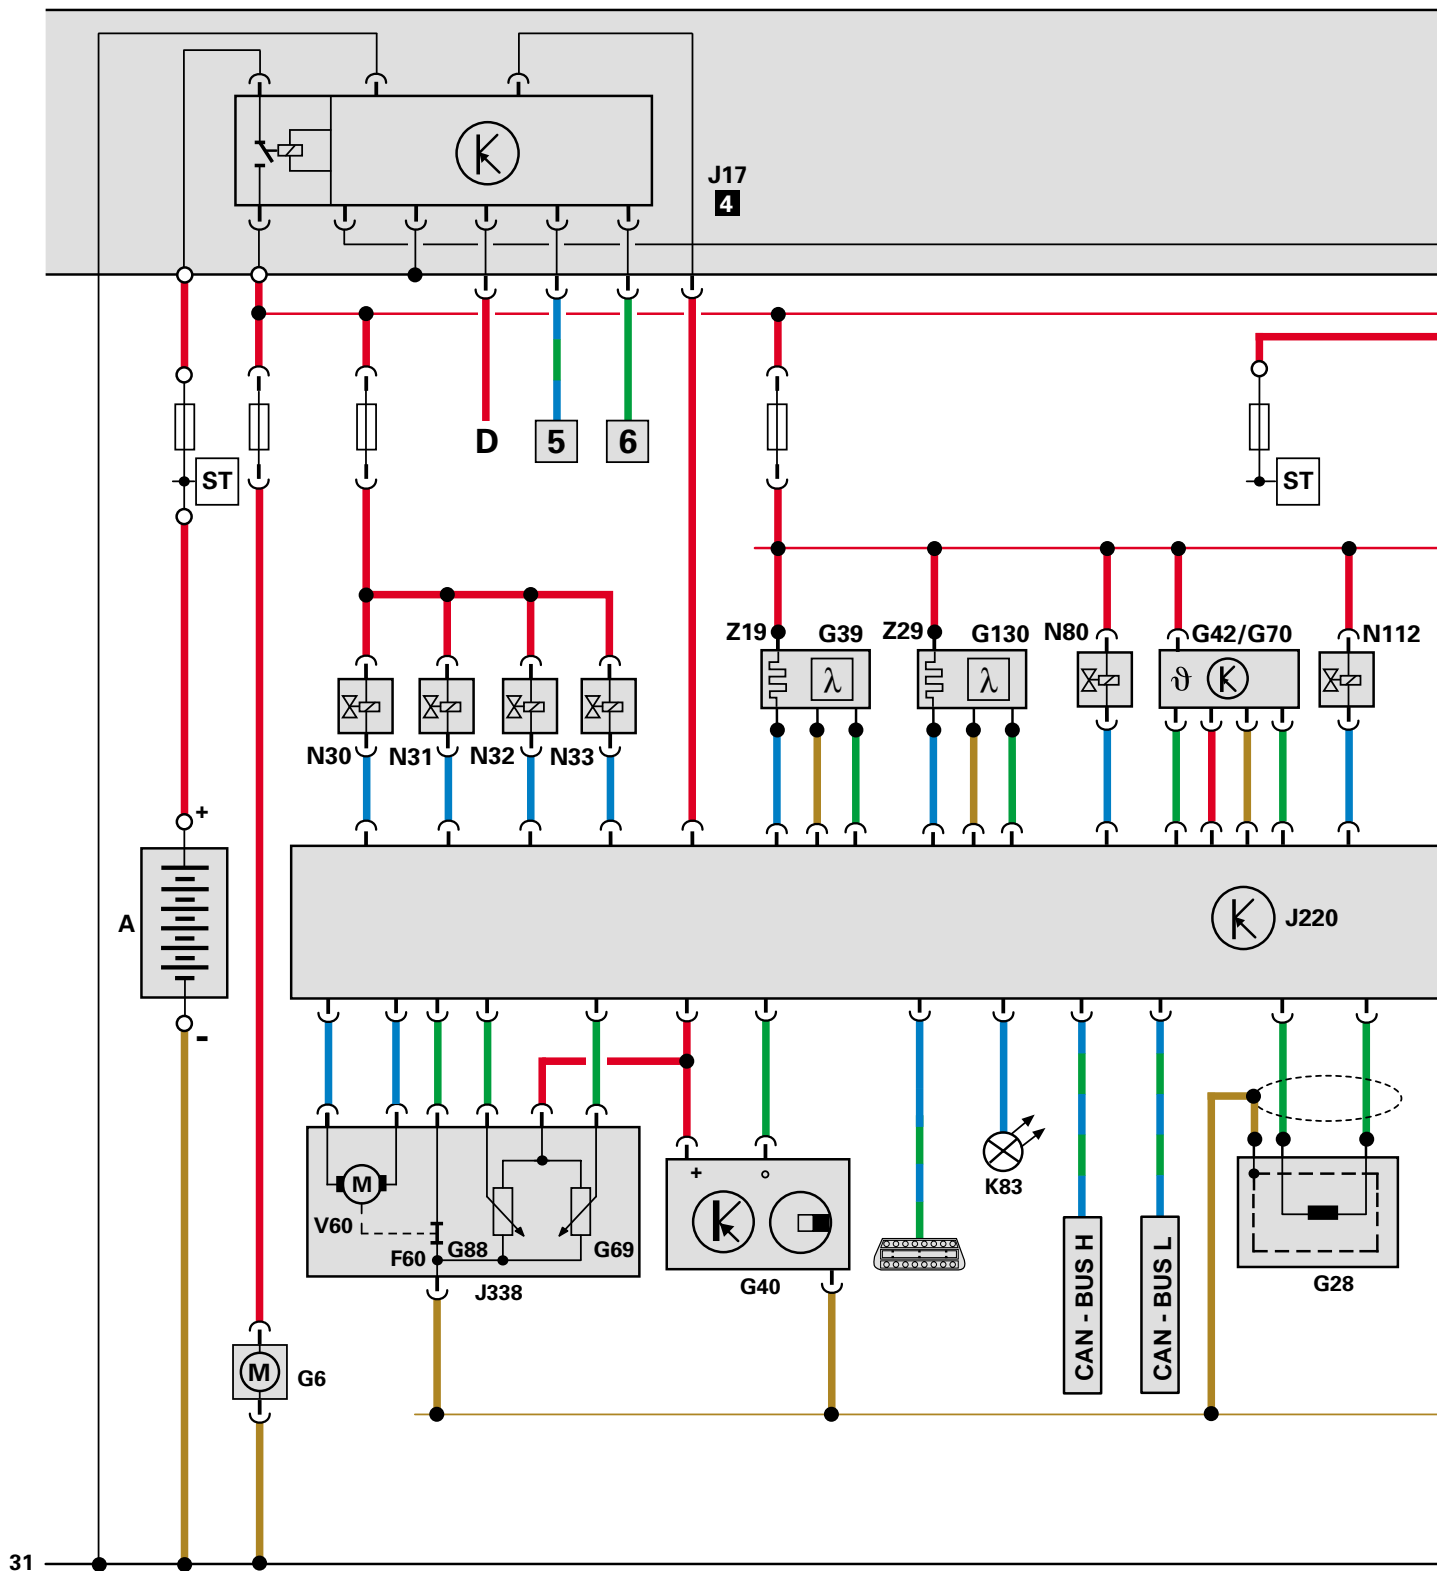 J17
4
D
5
6
ST
ST
Z19
G39
Z29
G130
N80
G42/G70
N112
λ
λ
ϑ
N30
N31
N32
N33
+
A
-
J220
M
V60
F60
G88
G69
J338
+
G40
K83
CAN - BUS H
CAN - BUS L
G28
M
G6
31